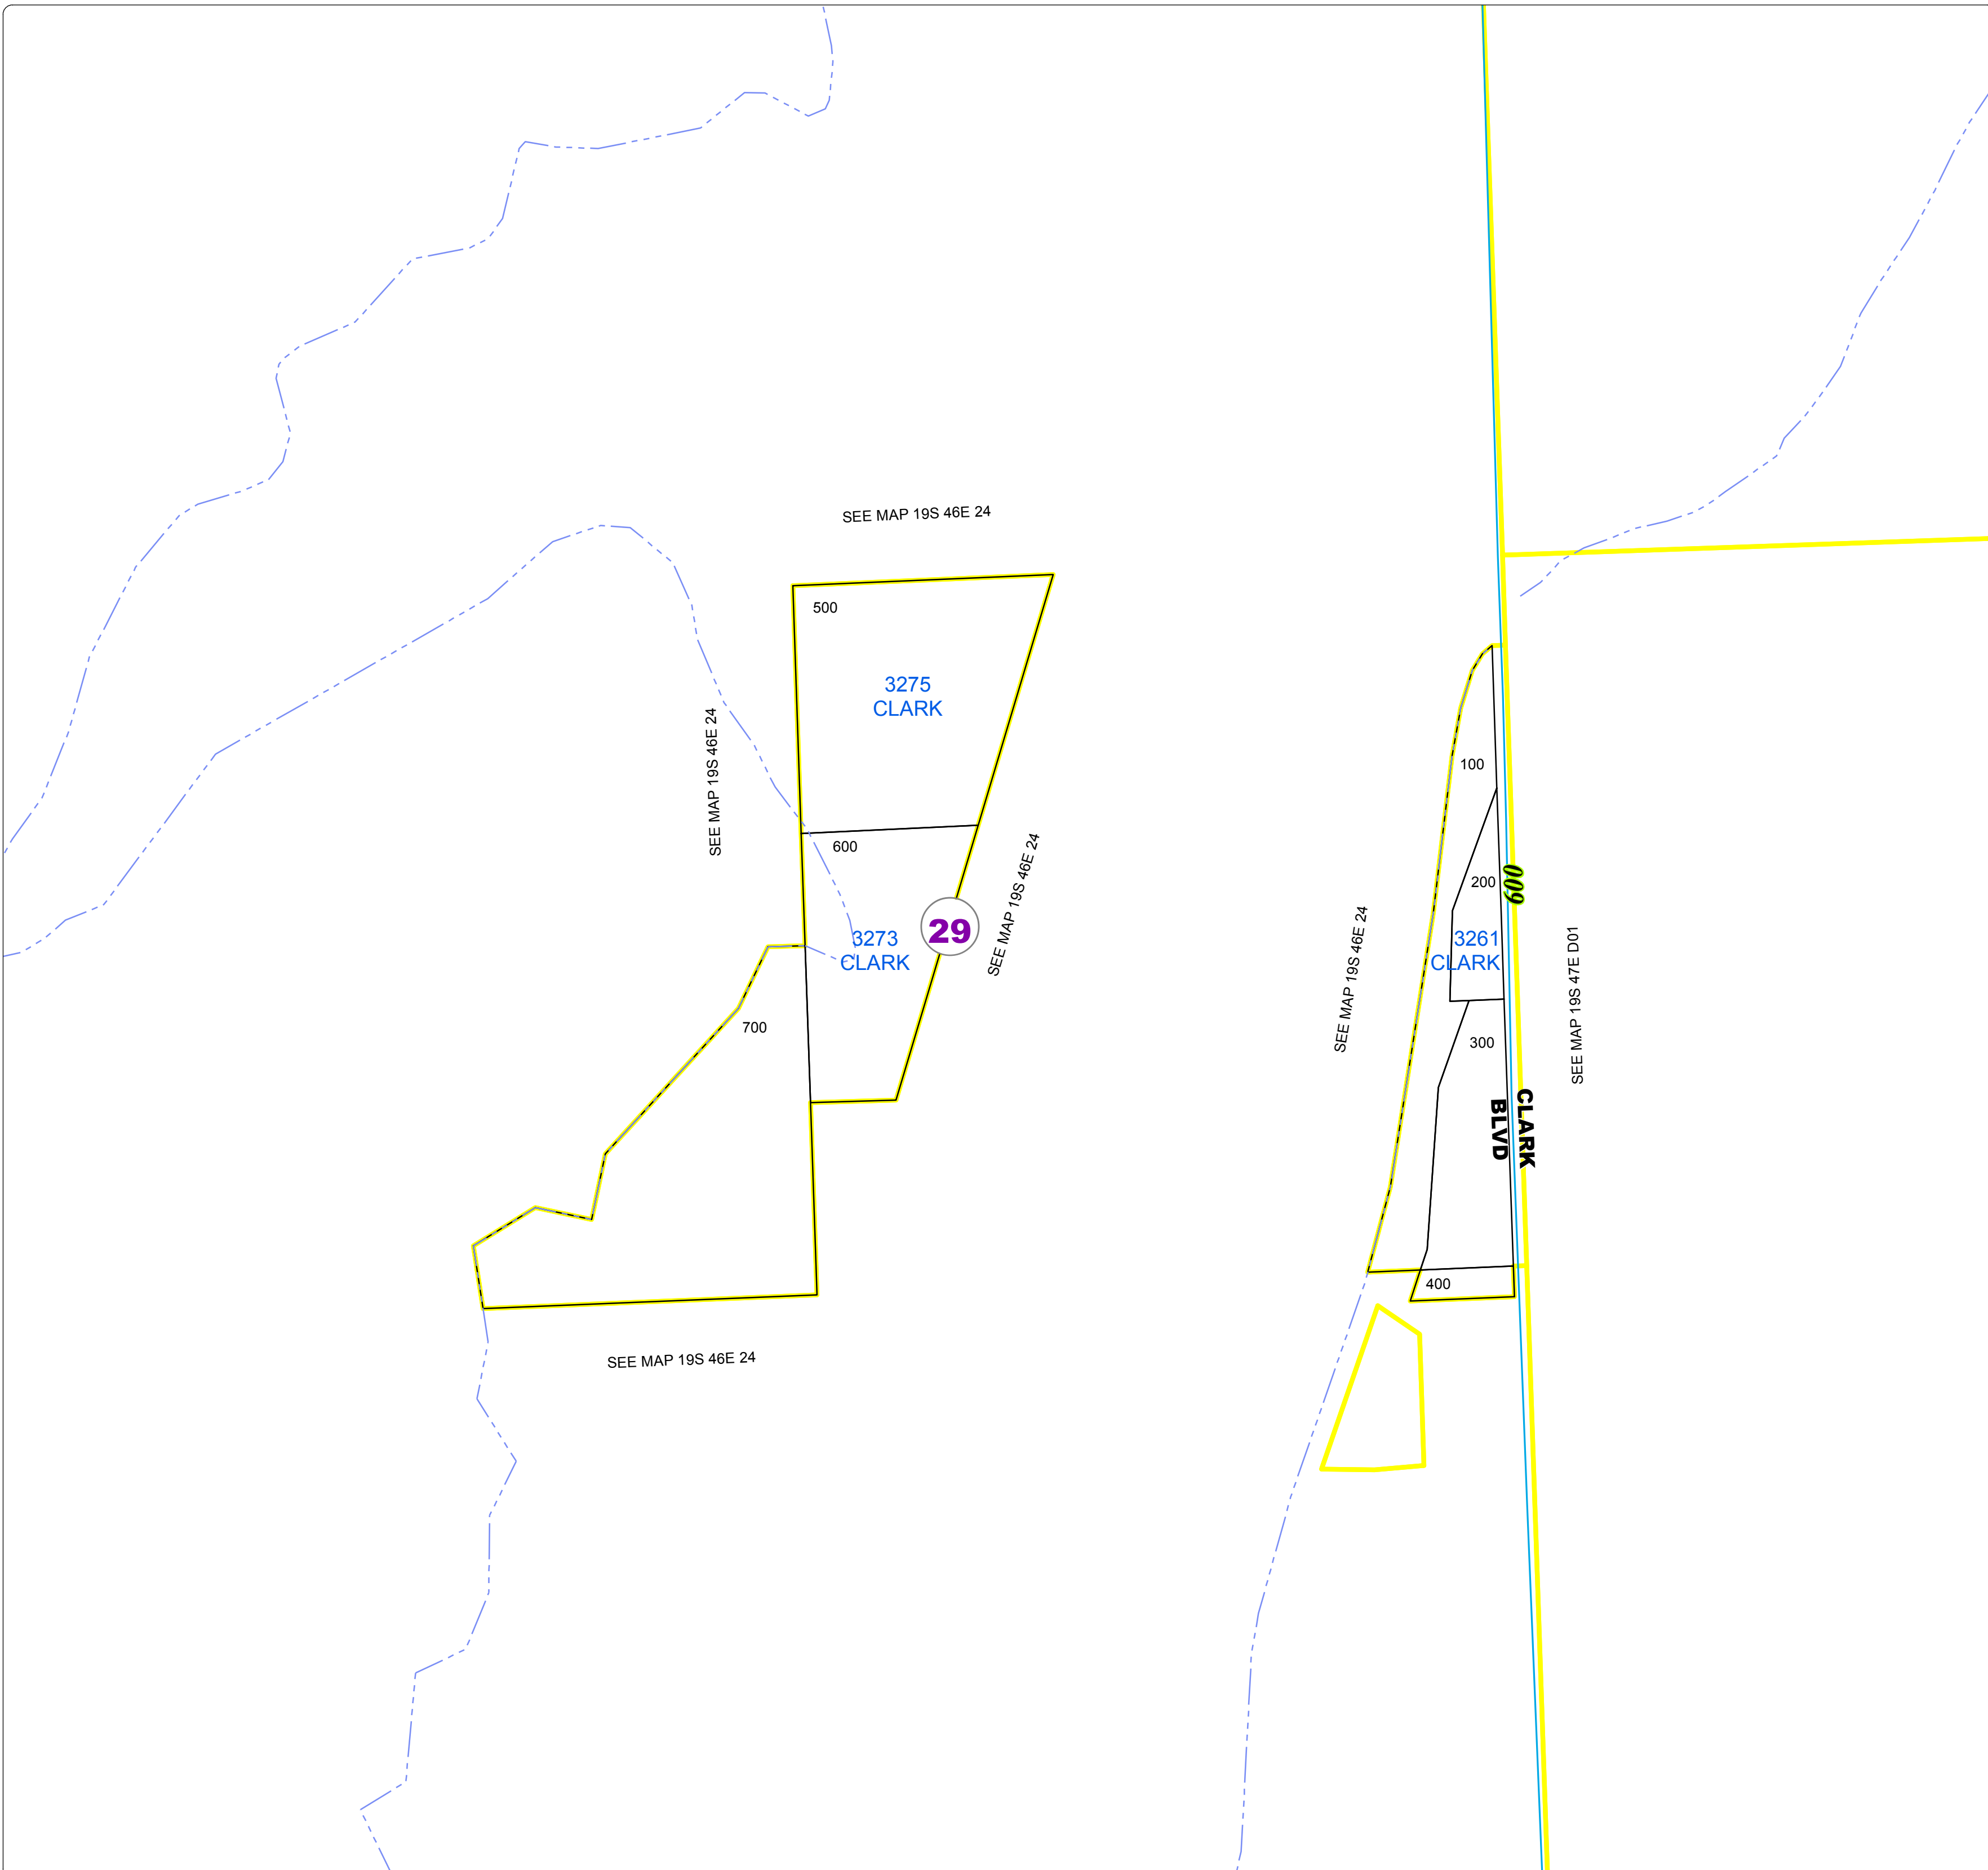 SEE MAP 19S 46E 24
500
3275
CLARK
SEE MAP 19S 46E 24
600
SEE MAP 19S 46E 24
29
3273
CLARK
700
SEE MAP 19S 46E 24
100
200
009
3261
CLARK
SEE MAP 19S 46E 24
SEE MAP 19S 47E D01
300
CLARK
BLVD
400